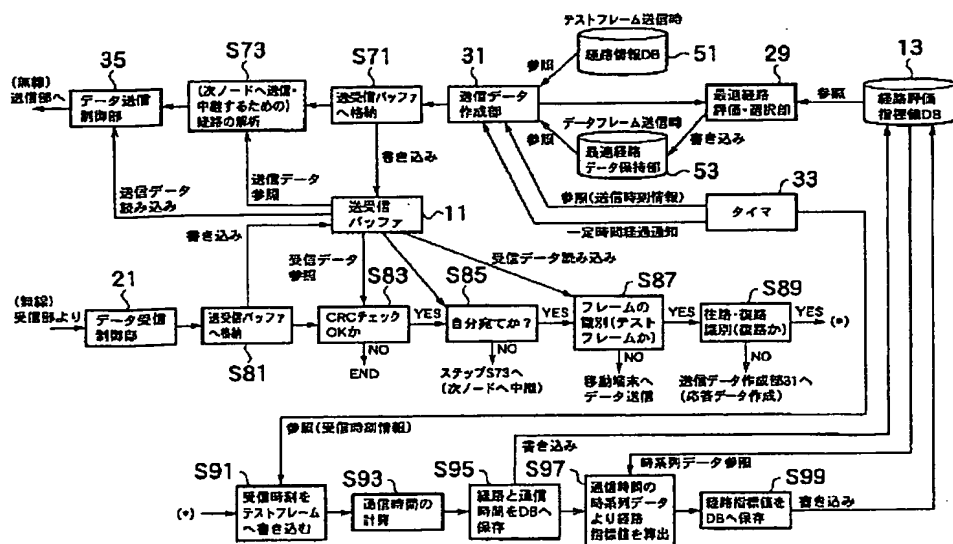 テストフレーム送信時
35
S73
S71
31
経路情報DB
51
29
13
(無線)
送信部へ
データ送信
制御部
(次ノードへ送信・
中継するための)
経路の解析
送受信バッファ
へ格納
送信データ
作成部
参照
最適経路
評価・選択部
参照
経路評価
指標値DB
データフレーム送信時
参照
書き込み
最適経路
データ保持部
53
33
書き込み
送信データ
読み込み
送信データ
参照
送受信
バッファ
11
参照(送信時刻情報)
タイマ
一定時間経過通知
書き込み
受信データ
参照
受信データ読み込み
21
S83
S85
S87
S89
(無線)
受信部より
データ受信
制御部
送受信バッファ
へ格納
CRCチェック
OKか
YES
自分宛てか?
YES
フレームの
識別(テスト
フレームか)
YES
往路・復路
識別(復路か)
YES
(*)
S81
NO
END
NO
ステップS73へ
(次ノードへ中継)
NO
移動端末へ
データ送信
NO
送信データ作成部31へ
(応答データ作成)
参照(受信時刻情報)
書き込み
時系列データ参照
S91
S93
S95
S97
S99
(*)
受信時刻を
テストフレーム
へ書き込む
通信時間の
計算
経路と通信
時間をDBへ
保存
通信時間の
時系列データ
より経路
指標値を算出
経路指標値を
DBへ保存
書き込み